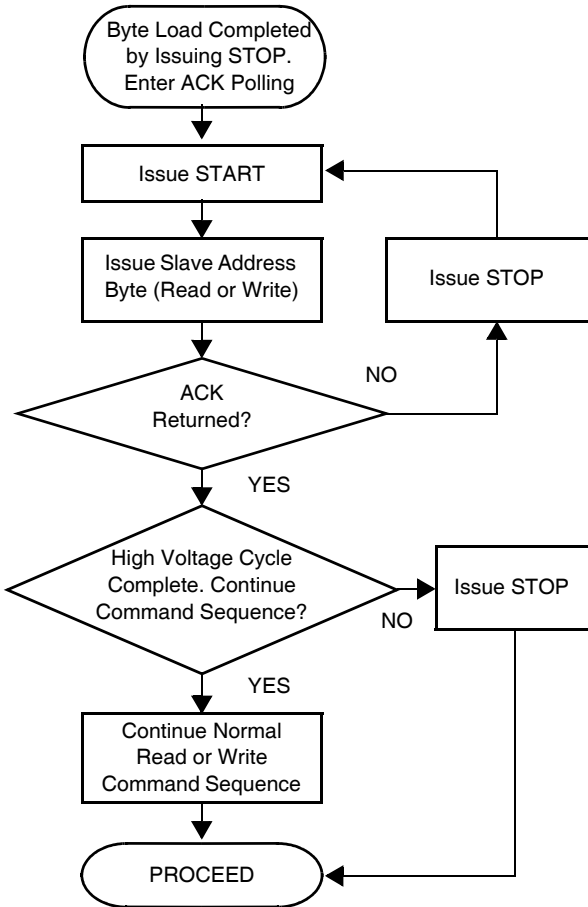 Byte Load Completed
by Issuing STOP.
Enter ACK Polling
Issue START
Issue Slave Address
Byte (Read or Write)
Issue STOP
ACK
Returned?
NO
YES
High Voltage Cycle
Complete. Continue
Command Sequence?
Issue STOP
NO
YES
Continue Normal
Read or Write
Command Sequence
PROCEED